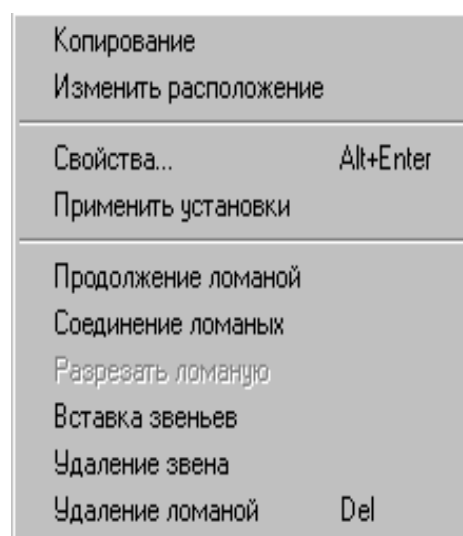 Копирование
Изменить расположение
Свойства... Alt+Enter
Применить установки
Продолжение ломаной
Соединение ломаных
Разрезать ломаную
Вставка звеньев
Удаление звена
Удаление ломаной Del